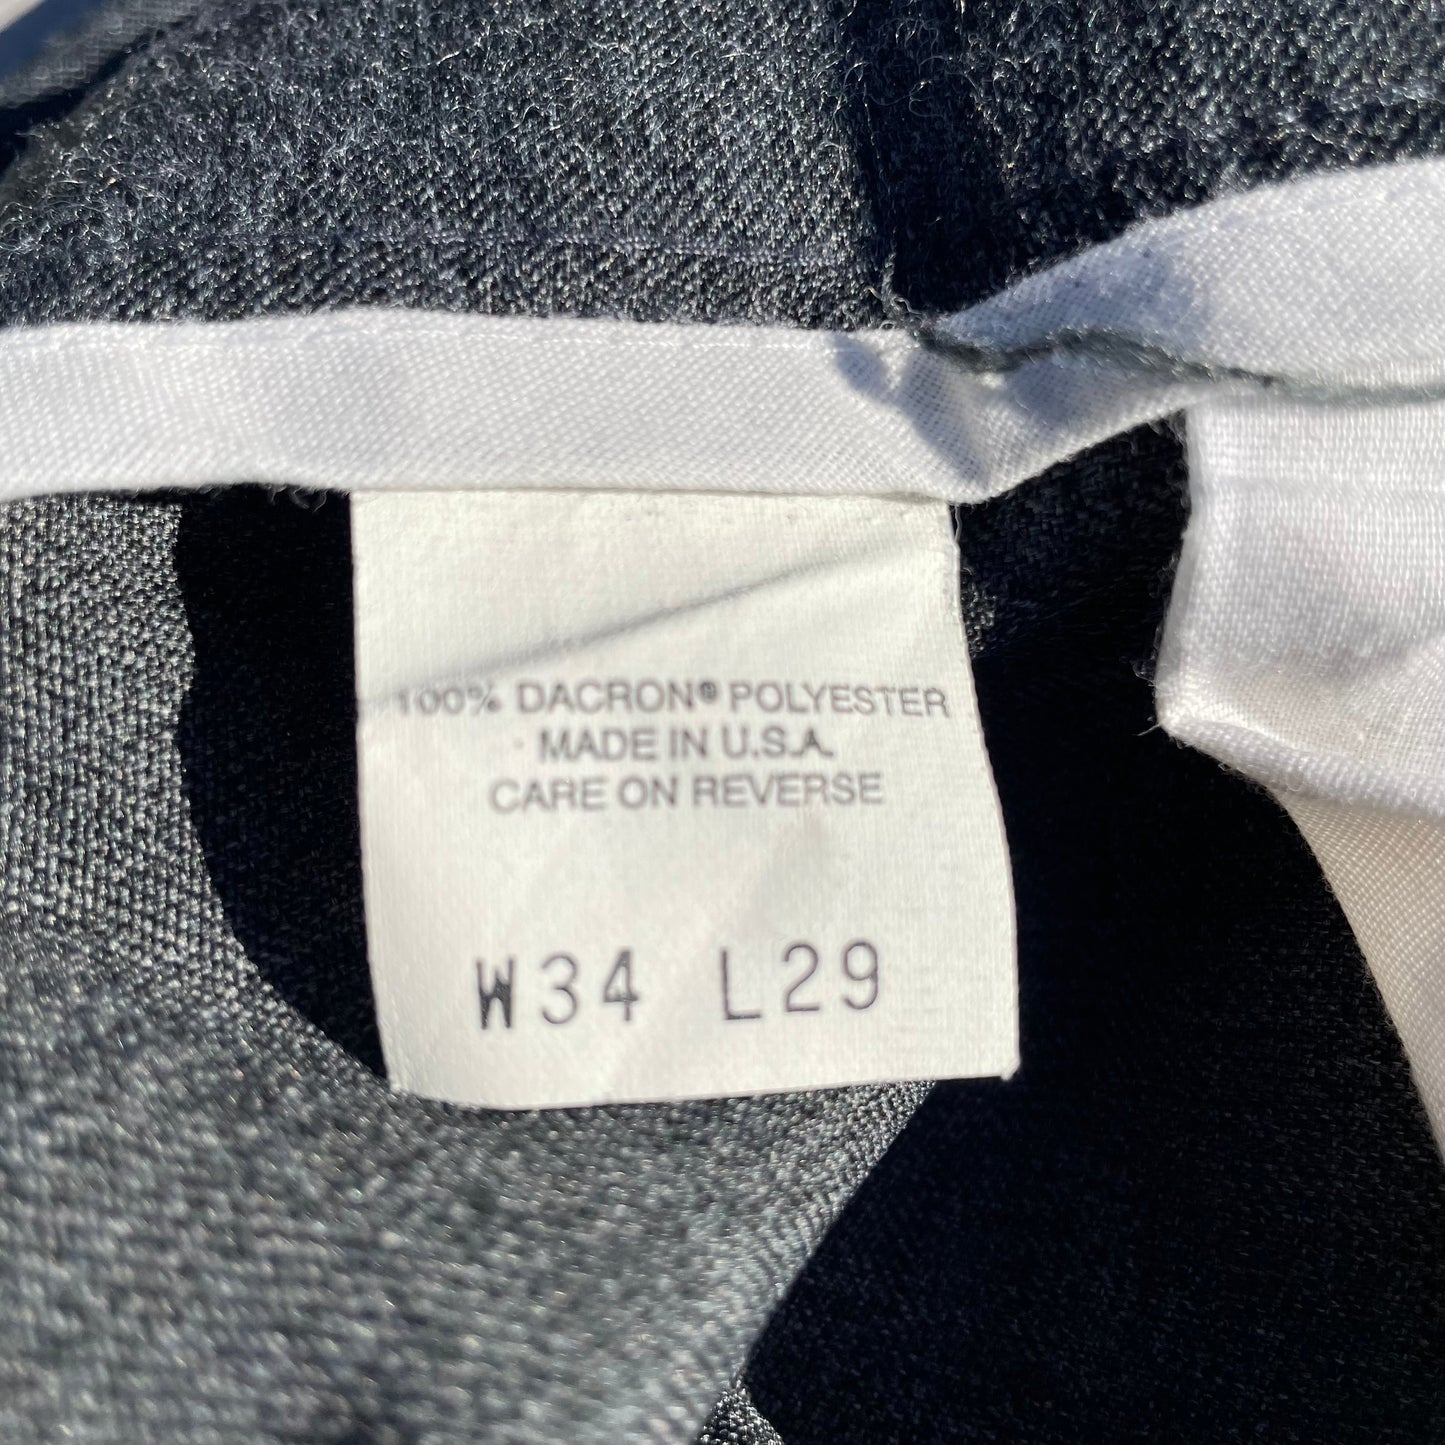 100% DACRON® POLYESTER
MADE IN U.S.A.
CARE ON REVERSE
W34 L29